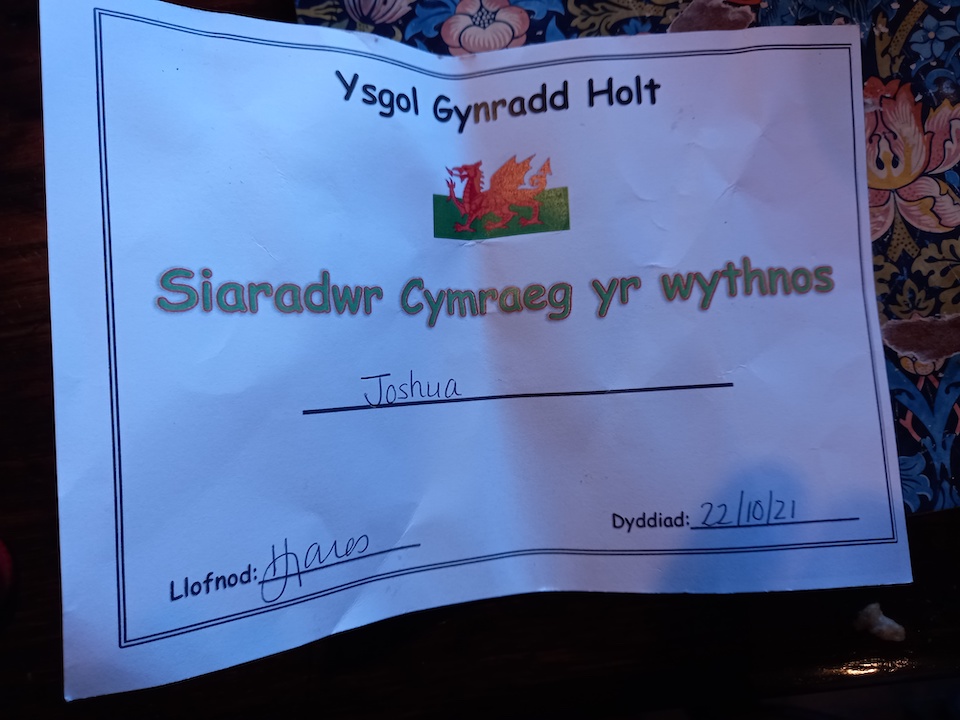 Ysgol Gynradd Holt
Siaradwr Cymraeg yr wythnos
Joshua
Dyddiad: 22/10/21
Llofnod: